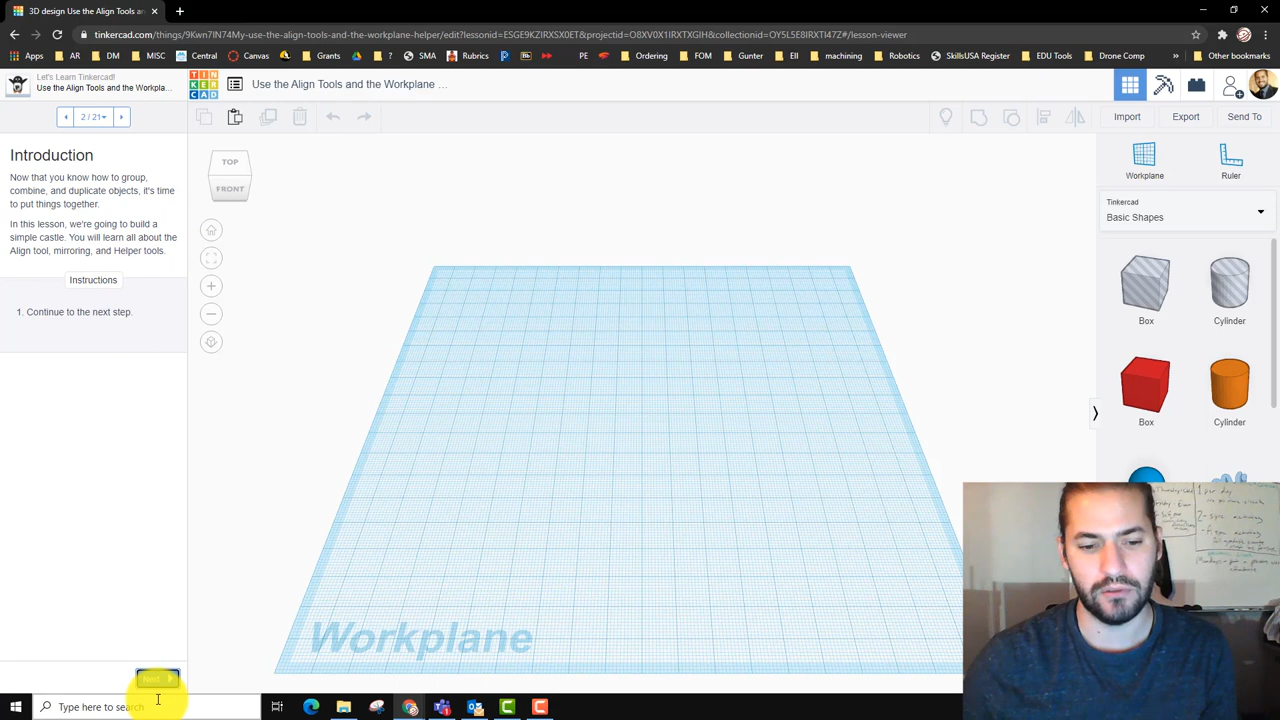 3D design Use the Align Tools an
tinkercad.com/things/9Kwn7IN74My-use-the-align-tools-and-the-workplane-helper/edit?lessonid=ESGE9KZIRXSX0ET&projectid=O8XV0X1IRXTXGIH&collectionid=OY5L5E8IRXTI47Z#/lesson-viewer
Apps AR DM MISC Central Canvas Grants ? SMA Rubrics PE Ordering FOM Gunter Ell machining Robotics SkillsUSA Register EDU Tools Drone Comp Other bookmarks
Let's Learn Tinkercad!
Use the Align Tools and the Workpla...
TIN
KER
CAD
Use the Align Tools and the Workplane ...
2 / 21
Import Export Send To
Introduction
Now that you know how to group,
combine, and duplicate objects, it's time
to put things together.
In this lesson, we're going to build a
simple castle. You will learn all about the
Align tool, mirroring, and Helper tools.
Instructions
1. Continue to the next step.
Next
TOP
FRONT
Workplane
Workplane Ruler
Tinkercad
Basic Shapes
Box Cylinder
Box Cylinder
Type here to search